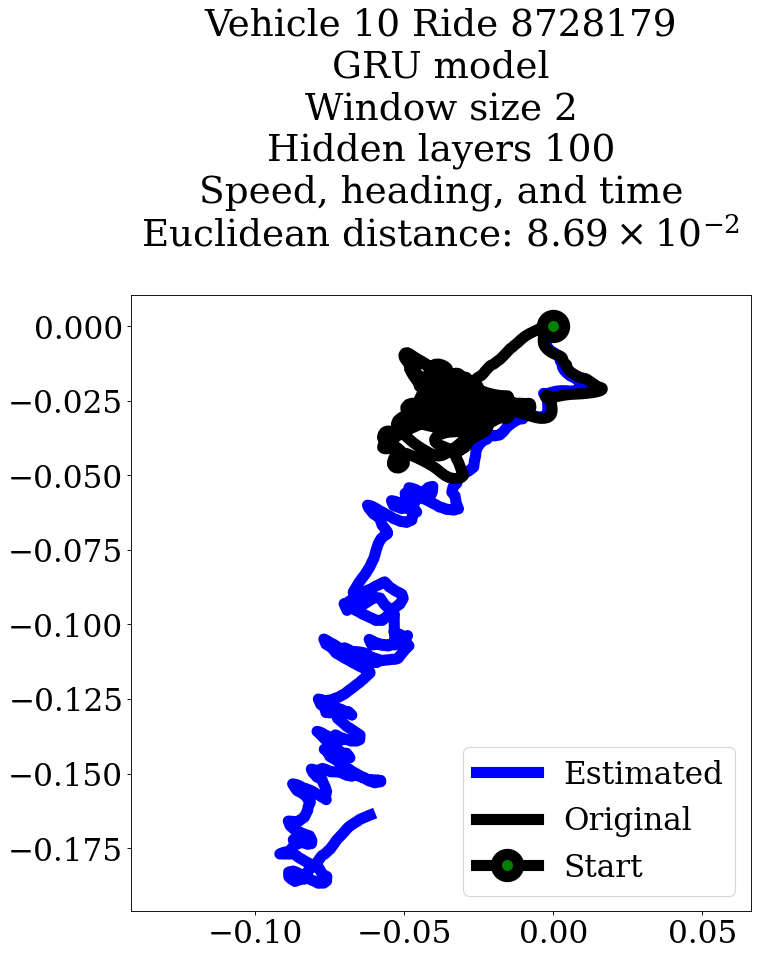 Vehicle 10 Ride 8728179
GRU model
Window size 2
Hidden layers 100
Speed, heading, and time
Euclidean distance: 8.69 × 10⁻²
0.000
−0.025
−0.050
−0.075
−0.100
−0.125
−0.150
−0.175
Estimated
Original
Start
−0.10
−0.05
0.00
0.05